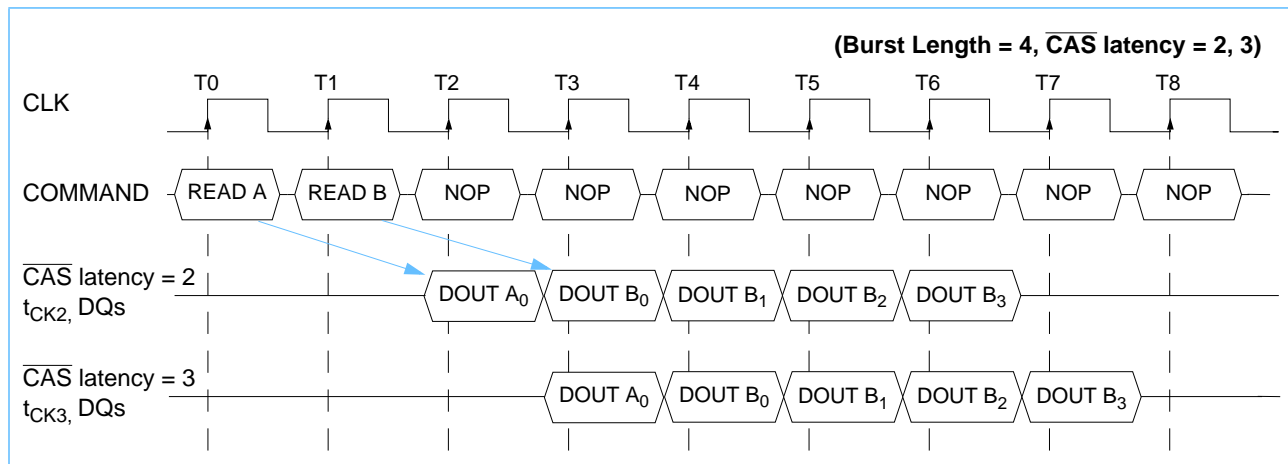 (Burst Length = 4, CAS latency = 2, 3)
T0 T1 T2 T3 T4 T5 T6 T7 T8
CLK
COMMAND READ A READ B NOP NOP NOP NOP NOP NOP NOP
CAS latency = 2
tCK2, DQs
DOUT A0 DOUT B0 DOUT B1 DOUT B2 DOUT B3
CAS latency = 3
tCK3, DQs
DOUT A0 DOUT B0 DOUT B1 DOUT B2 DOUT B3